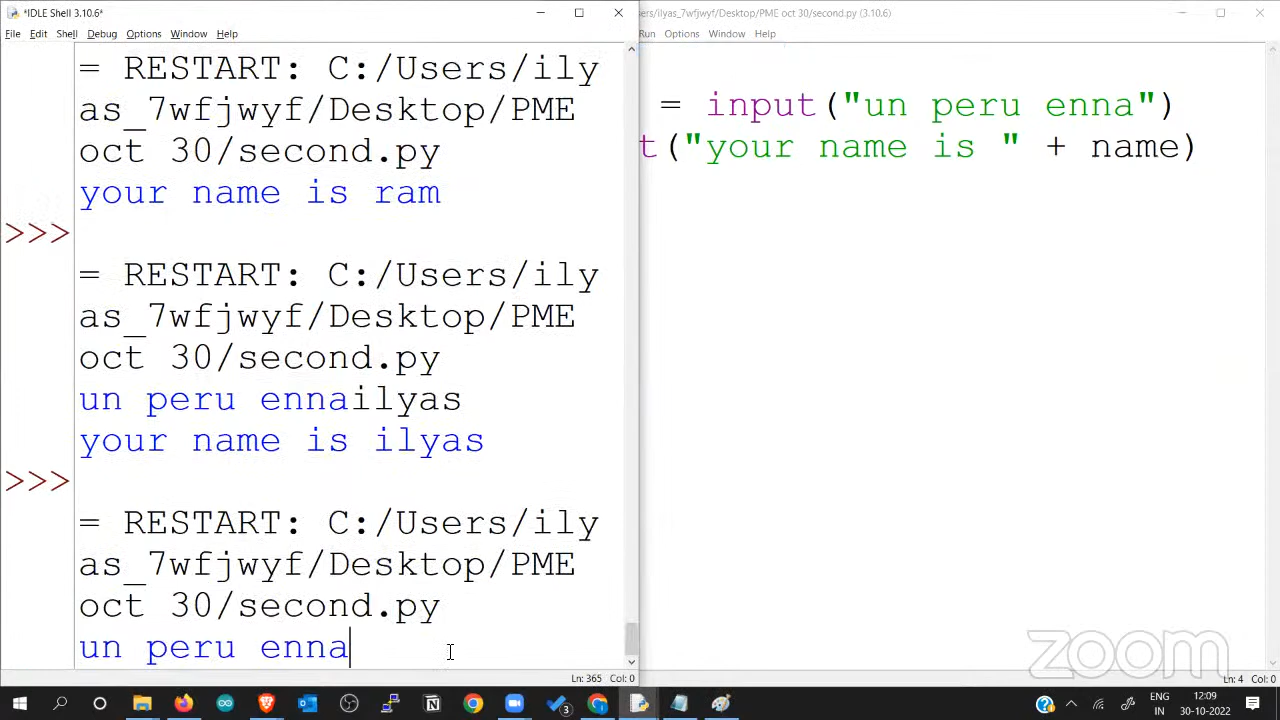 *IDLE Shell 3.10.6*
File Edit Shell Debug Options Window Help
= RESTART: C:/Users/ily
as_7wfjwyf/Desktop/PME
oct 30/second.py
your name is ram
>>>
= RESTART: C:/Users/ily
as_7wfjwyf/Desktop/PME
oct 30/second.py
un peru ennailyas
your name is ilyas
>>>
= RESTART: C:/Users/ily
as_7wfjwyf/Desktop/PME
oct 30/second.py
un peru enna
Ln: 365 Col: 0
ers/ilyas_7wfjwyf/Desktop/PME oct 30/second.py (3.10.6)
Run Options Window Help
= input("un peru enna")
t("your name is " + name)
zoom
Ln: 4 Col: 0
ENG
IN
12:09
30-10-2022